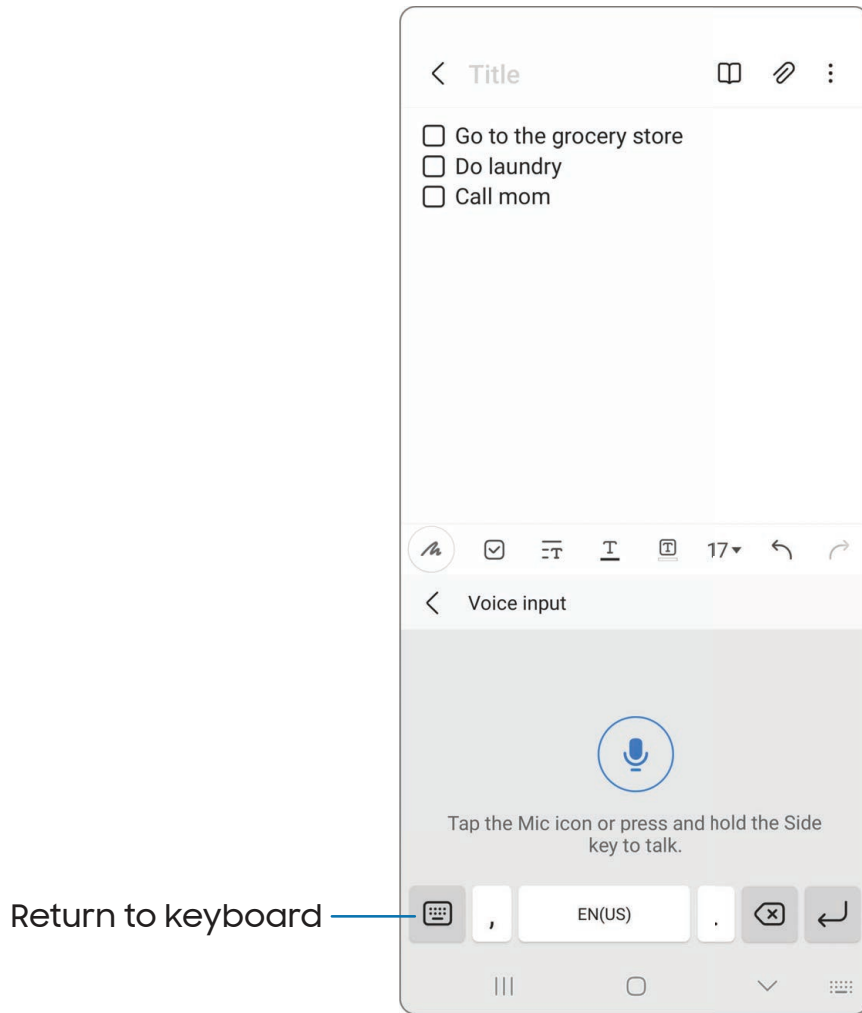 Title
Go to the grocery store
Do laundry
Call mom
17
Voice input
Tap the Mic icon or press and hold the Side
key to talk.
Return to keyboard
, EN(US) .